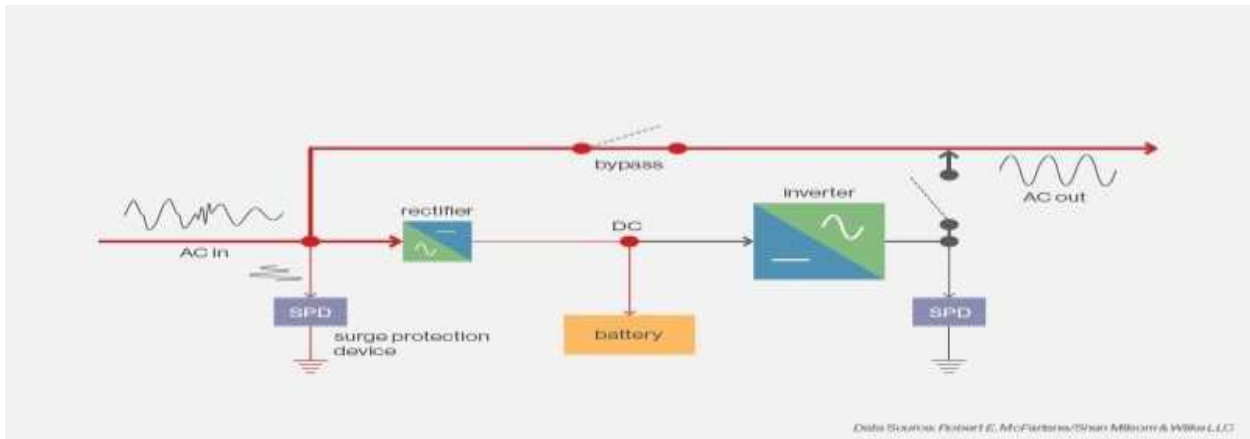 bypass
inverter
AC out
rectifier
DC
AC in
SPD
surge protection
device
battery
SPD
Data Source: Robert E. McFarlane/Shen Milsom & Wilke LLC